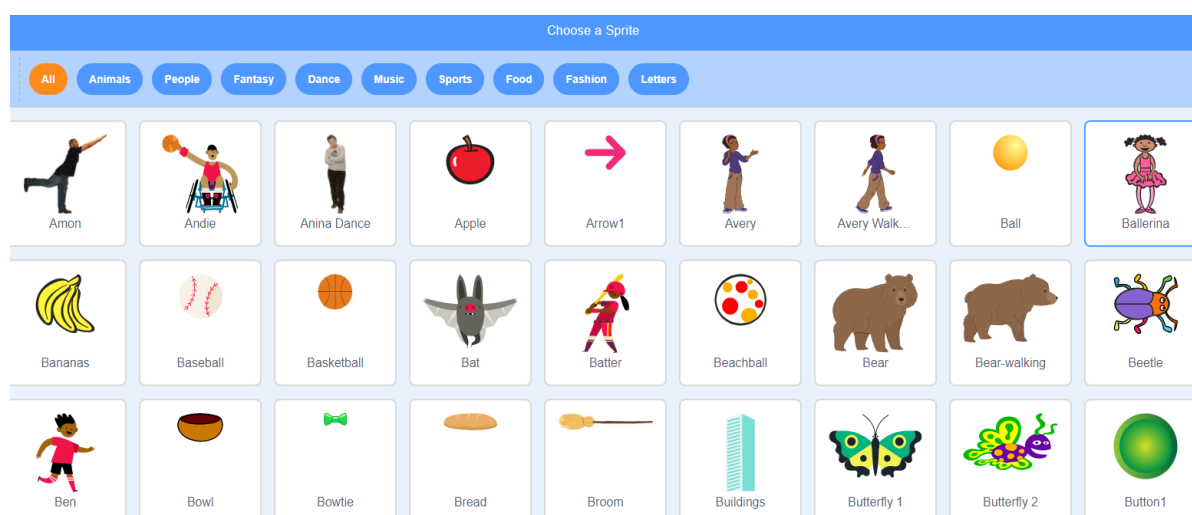 Choose a Sprite
All Animals People Fantasy Dance Music Sports Food Fashion Letters
Amon Andie Anina Dance Apple Arrow1 Avery Avery Walk... Ball Ballerina
Bananas Baseball Basketball Bat Batter Beachball Bear Bear-walking Beetle
Ben Bowl Bowtie Bread Broom Buildings Butterfly 1 Butterfly 2 Button1